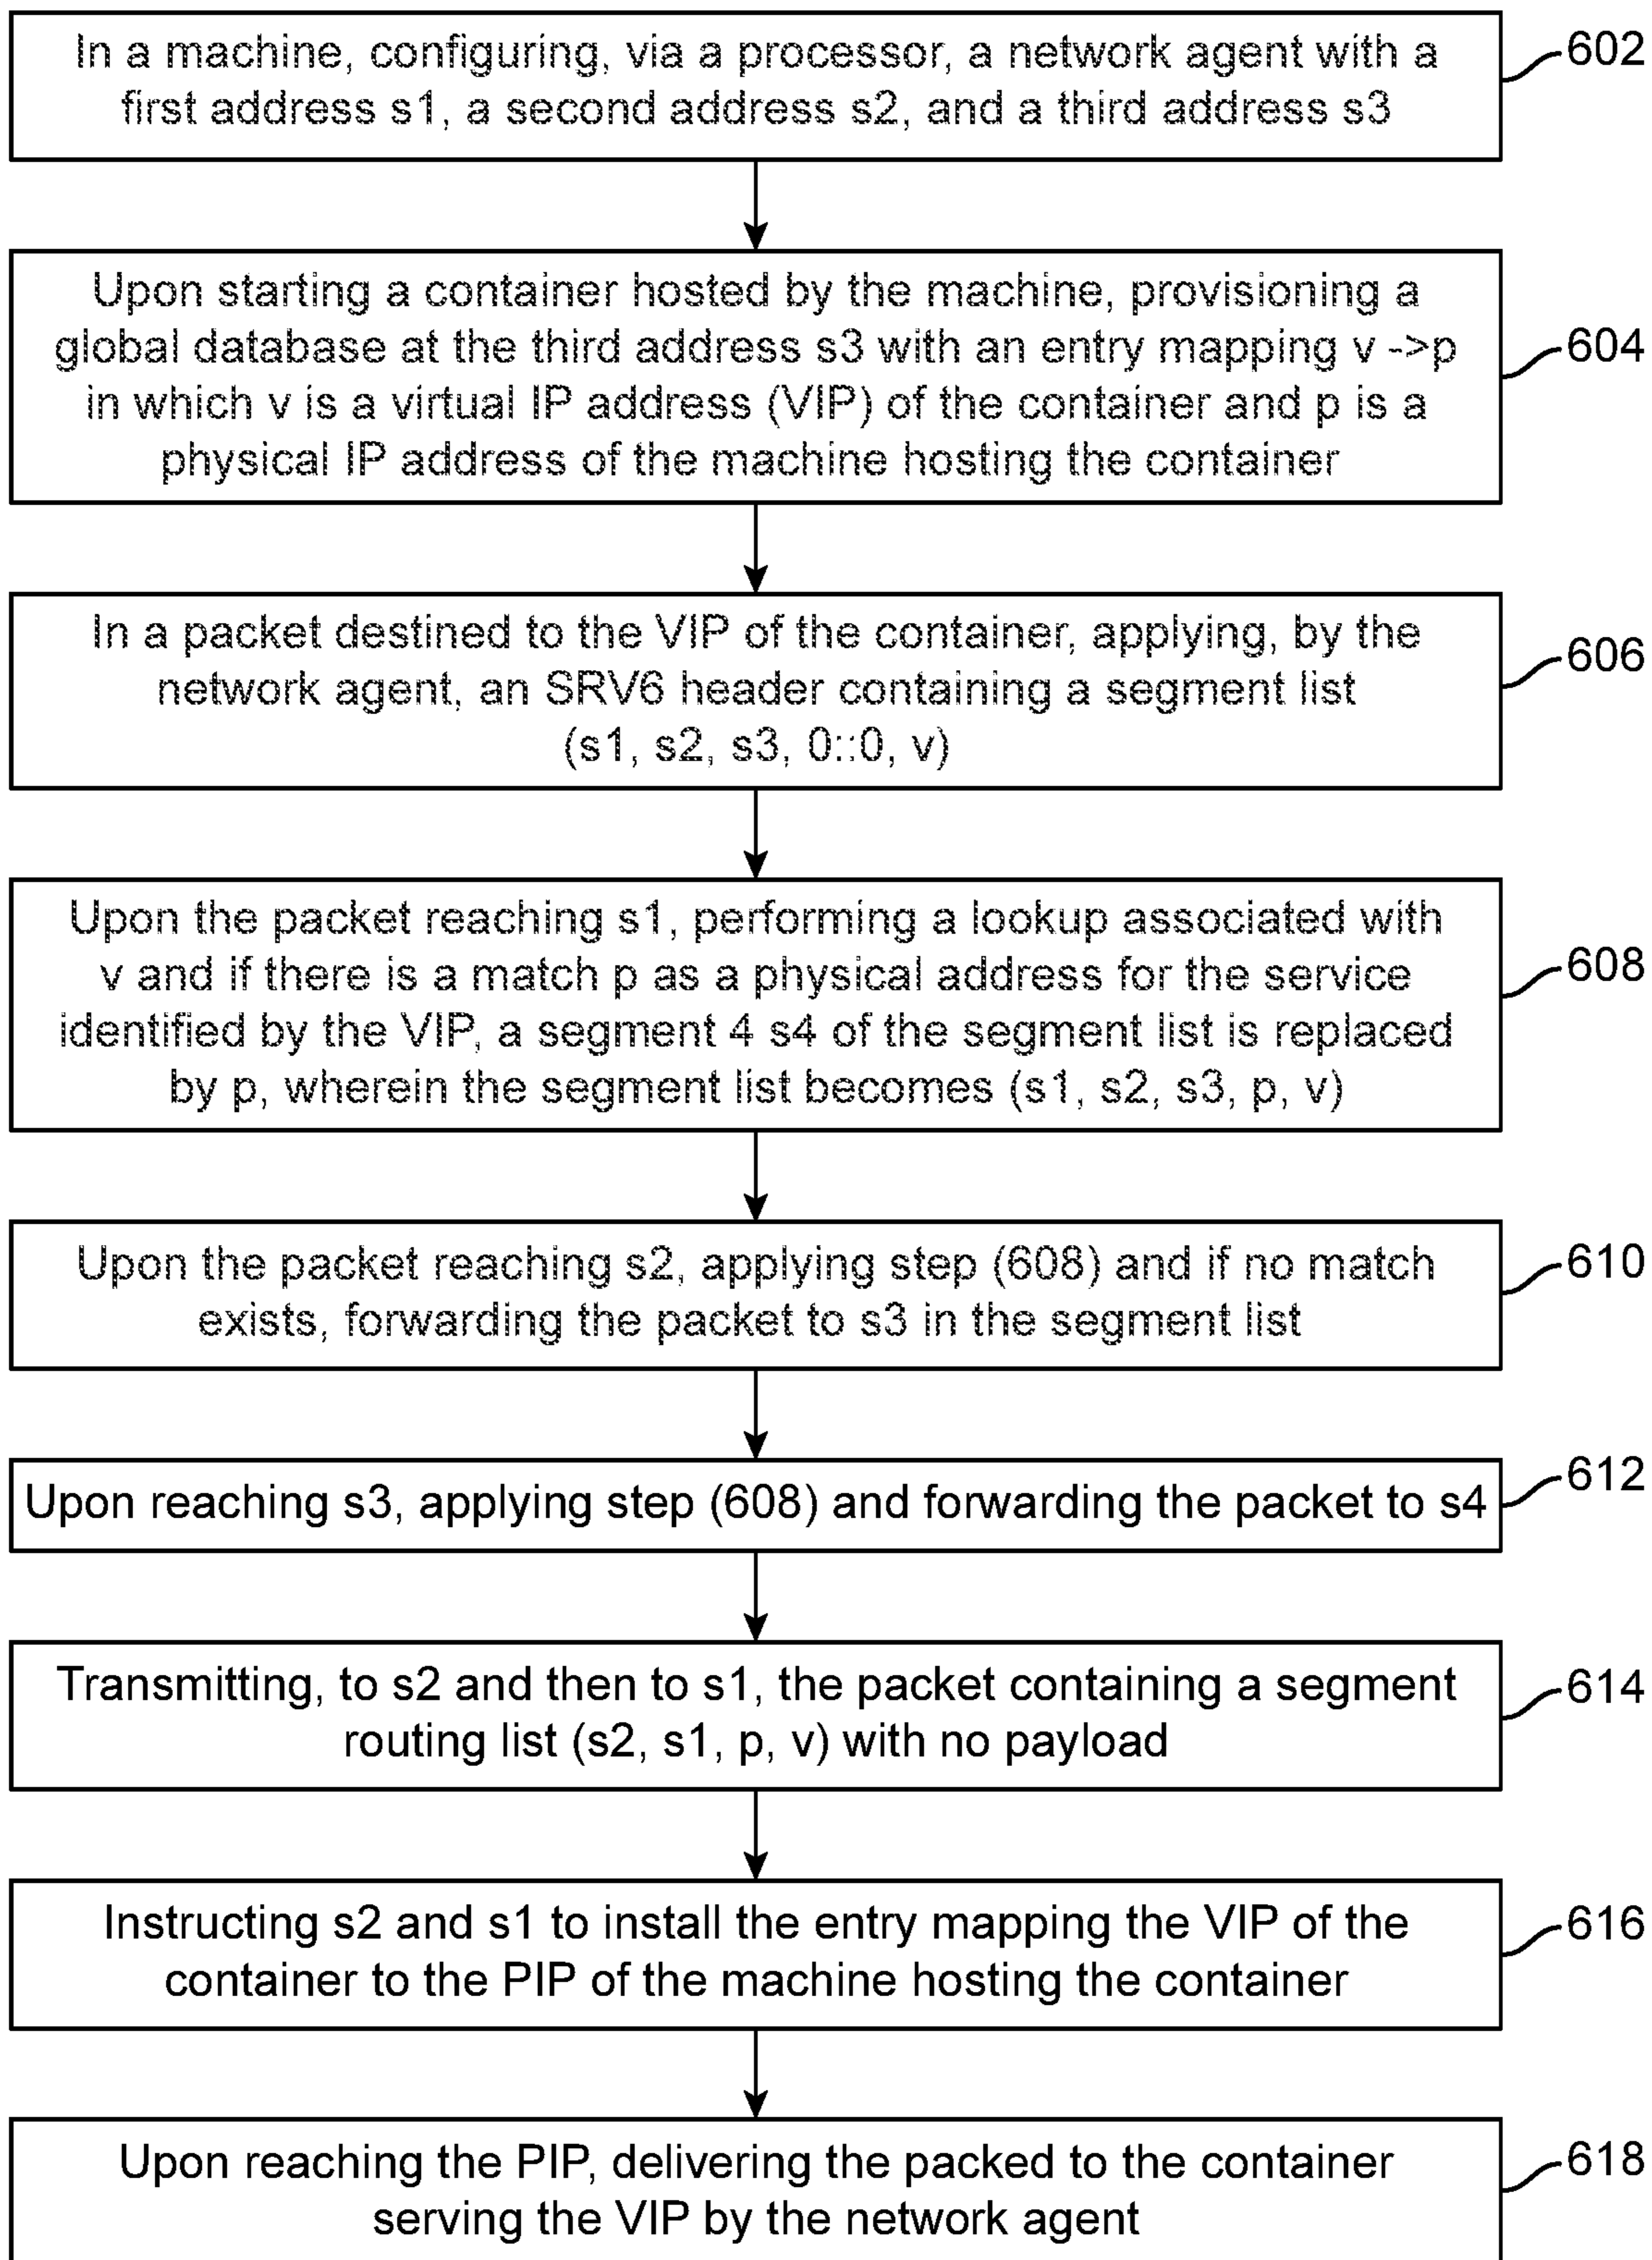 In a machine, configuring, via a processor, a network agent with a
first address s1, a second address s2, and a third address s3
602
Upon starting a container hosted by the machine, provisioning a
global database at the third address s3 with an entry mapping v ->p
in which v is a virtual IP address (VIP) of the container and p is a
physical IP address of the machine hosting the container
604
In a packet destined to the VIP of the container, applying, by the
network agent, an SRV6 header containing a segment list
(s1, s2, s3, 0::0, v)
606
Upon the packet reaching s1, performing a lookup associated with
v and if there is a match p as a physical address for the service
identified by the VIP, a segment 4 s4 of the segment list is replaced
by p, wherein the segment list becomes (s1, s2, s3, p, v)
608
Upon the packet reaching s2, applying step (608) and if no match
exists, forwarding the packet to s3 in the segment list
610
Upon reaching s3, applying step (608) and forwarding the packet to s4
612
Transmitting, to s2 and then to s1, the packet containing a segment
routing list (s2, s1, p, v) with no payload
614
Instructing s2 and s1 to install the entry mapping the VIP of the
container to the PIP of the machine hosting the container
616
Upon reaching the PIP, delivering the packed to the container
serving the VIP by the network agent
618